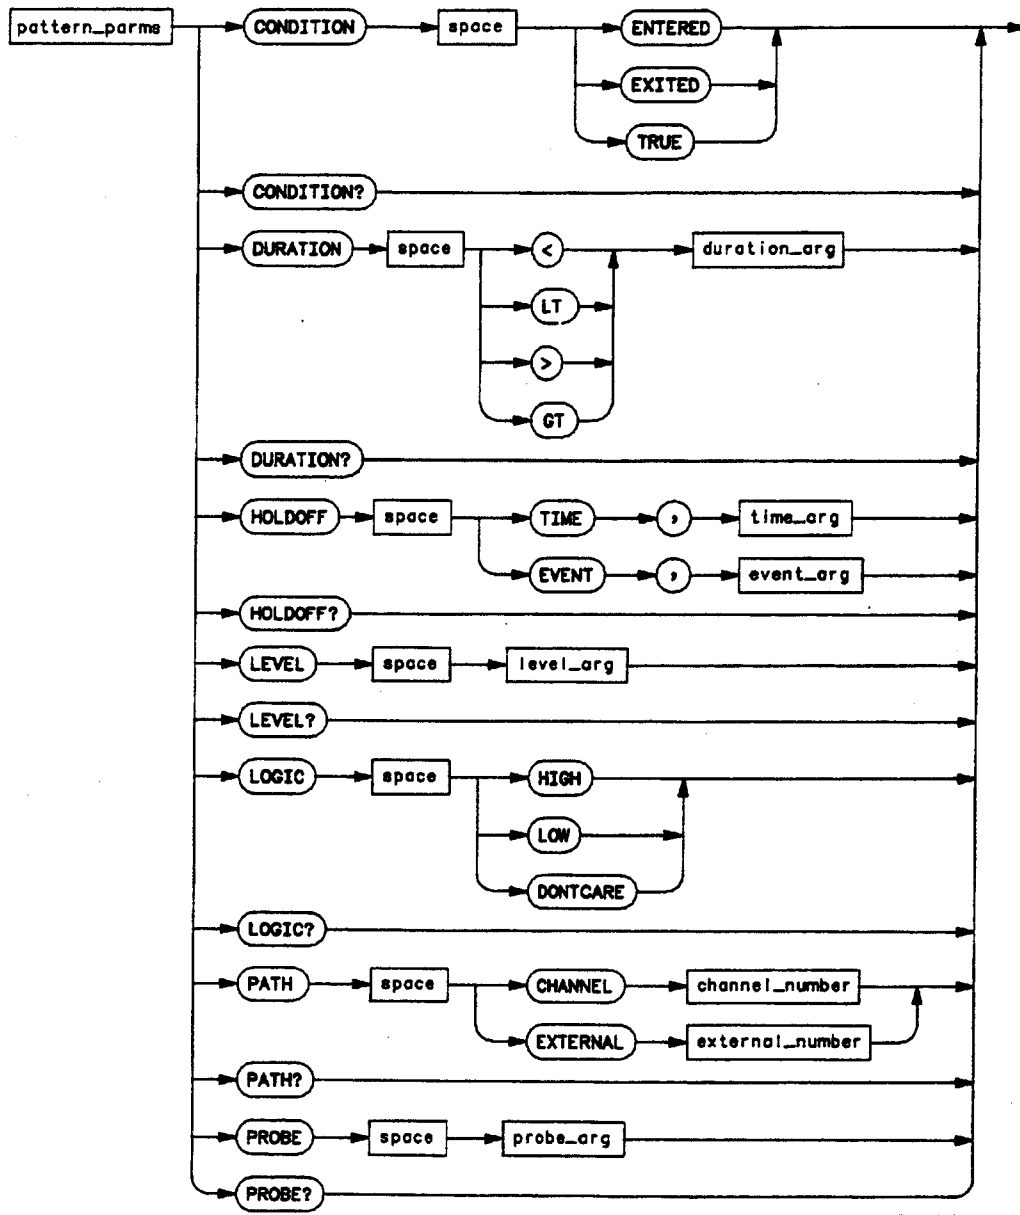 pattern_parms CONDITION space ENTERED
EXITED
TRUE
CONDITION?
DURATION space < duration_arg
LT
>
GT
DURATION?
HOLDOFF space TIME , time_arg
EVENT , event_arg
HOLDOFF?
LEVEL space level_arg
LEVEL?
LOGIC space HIGH
LOW
DONTCARE
LOGIC?
PATH space CHANNEL channel_number
EXTERNAL external_number
PATH?
PROBE space probe_arg
PROBE?